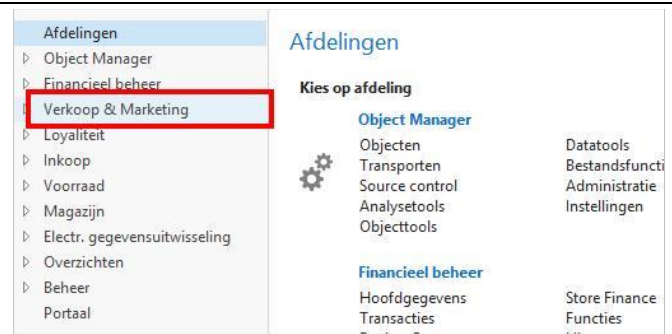 Afdelingen
Object Manager
Financieel beheer
Verkoop & Marketing
Loyaliteit
Inkoop
Voorraad
Magazijn
Electr. gegevensuitwisseling
Overzichten
Beheer
Portaal
Afdelingen
Kies op afdeling
Object Manager
Objecten Datatools
Transporten Bestandsfuncti
Source control Administratie
Analysetools Instellingen
Objecttools
Financieel beheer
Hoofdgegevens Store Finance
Transacties Functies